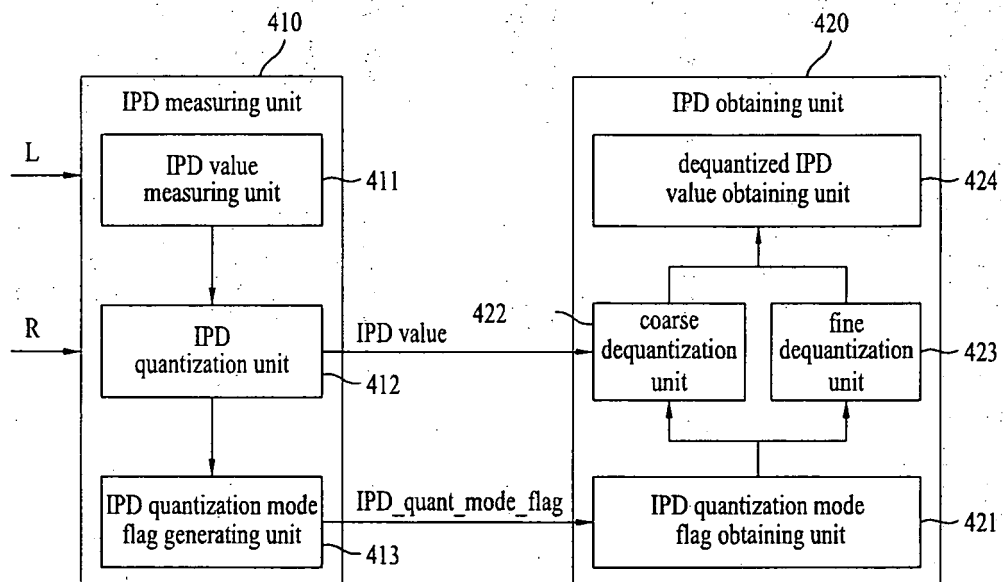 410
420
IPD measuring unit
IPD obtaining unit
L
IPD value
measuring unit
411
dequantized IPD
value obtaining unit
424
R
IPD
quantization unit
412
IPD value
422
coarse
dequantization
unit
fine
dequantization
unit
423
IPD quantization mode
flag generating unit
413
IPD_quant_mode_flag
IPD quantization mode
flag obtaining unit
421